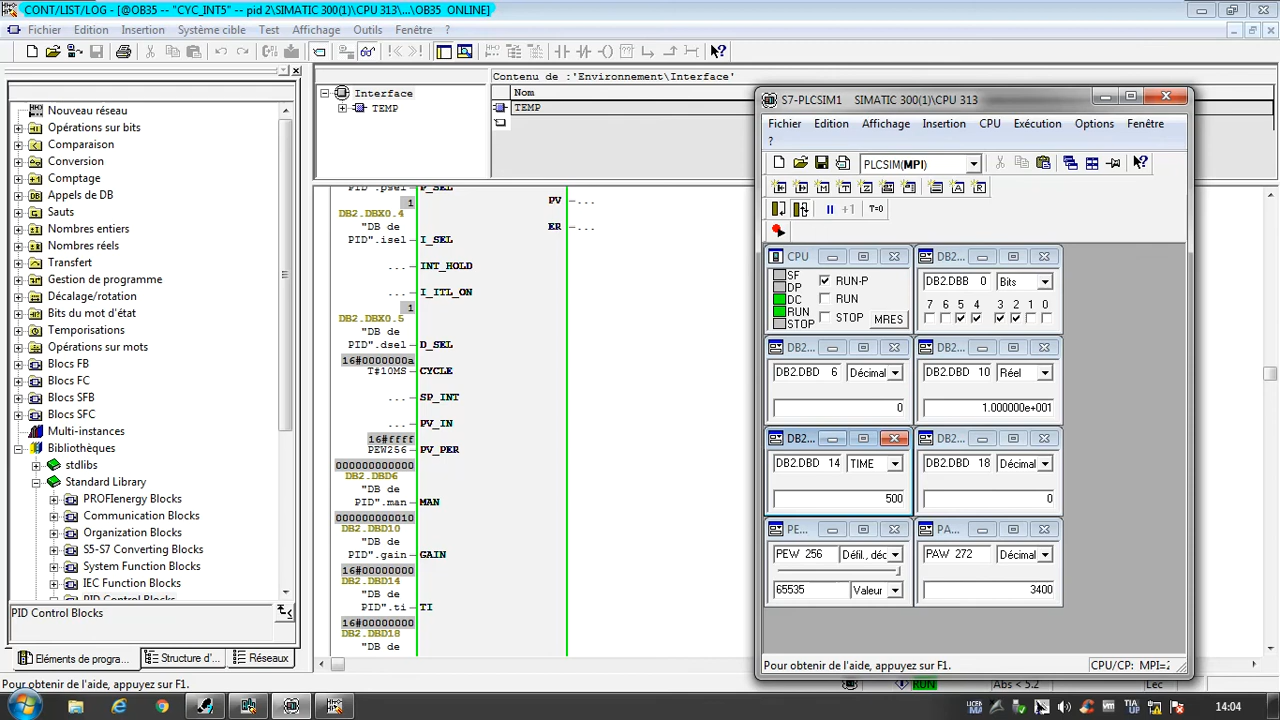 CONT/LIST/LOG - [@OB35 -- "CYC_INT5" -- pid 2\SIMATIC 300(1)\CPU 313\...\OB35 ONLINE]
Fichier Edition Insertion Système cible Test Affichage Outils Fenêtre ?
Nouveau réseau
Opérations sur bits
Comparaison
Conversion
Comptage
Appels de DB
Sauts
Nombres entiers
Nombres réels
Transfert
Gestion de programme
Décalage/rotation
Bits du mot d'état
Temporisations
Opérations sur mots
Blocs FB
Blocs FC
Blocs SFB
Blocs SFC
Multi-instances
Bibliothèques
stdlibs
Standard Library
PROFIenergy Blocks
Communication Blocks
Organization Blocks
S5-S7 Converting Blocks
System Function Blocks
IEC Function Blocks
PID Control Blocks
PID Control Blocks
Eléments de progra... Structure d'... Réseaux
Pour obtenir de l'aide, appuyez sur F1.
Interface
TEMP
Contenu de :'Environnement\Interface'
Nom
TEMP
PID".psel P_SEL
1
DB2.DBX0.4
"DB de
PID".isel I_SEL
... INT_HOLD
... I_ITL_ON
1
DB2.DBX0.5
"DB de
PID".dsel D_SEL
16#0000000a
T#10MS CYCLE
... SP_INT
... PV_IN
16#ffff
PEW256 PV_PER
000000000000
DB2.DBD6
"DB de
PID".man MAN
000000000010
DB2.DBD10
"DB de
PID".gain GAIN
16#00000000
DB2.DBD14
"DB de
PID".ti TI
16#00000000
DB2.DBD18
"DB de
PV ...
ER ...
S7-PLCSIM1 SIMATIC 300(1)\CPU 313
Fichier Edition Affichage Insertion CPU Exécution Options Fenêtre
?
PLCSIM(MPI)
+1 T=0
CPU
SF
DP
DC
RUN
STOP
RUN-P
RUN
STOP
MRES
DB2...
DB2.DBB 0 Bits
7 6 5 4 3 2 1 0
DB2...
DB2.DBD 6 Décimal
0
DB2...
DB2.DBD 10 Réel
1.000000e+001
DB2...
DB2.DBD 14 TIME
500
DB2...
DB2.DBD 18 Décimal
0
PE...
PEW 256 Défil., déc
65535 Valeur
PA...
PAW 272 Décimal
3400
Pour obtenir de l'aide, appuyez sur F1. CPU/CP: MPI=2
RUN Abs < 5.2 Lec
14:04